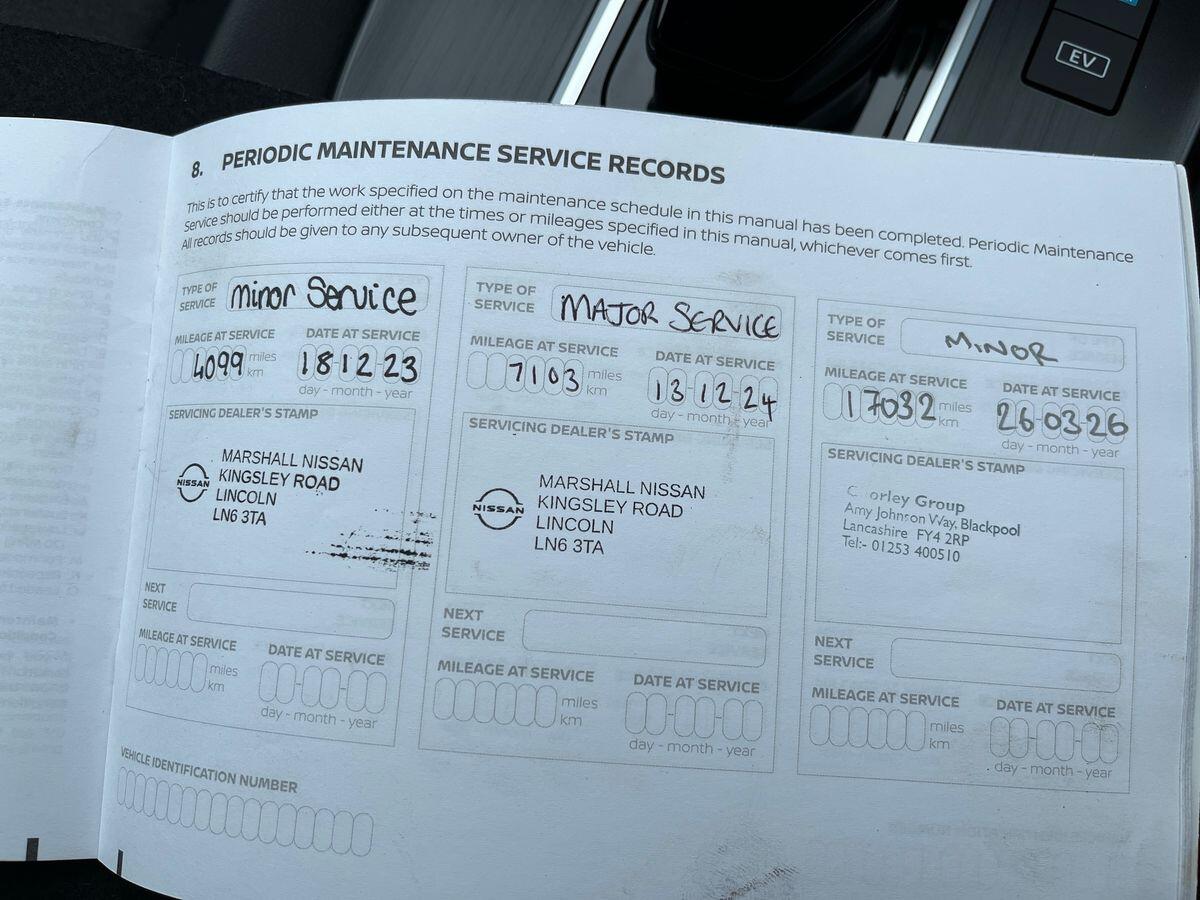 EV
8. PERIODIC MAINTENANCE SERVICE RECORDS
This is to certify that the work specified on the maintenance schedule in this manual has been completed. Periodic Maintenance
Service should be performed either at the times or mileages specified in this manual, whichever comes first.
All records should be given to any subsequent owner of the vehicle.
TYPE OF
SERVICE
minor Service
MILEAGE AT SERVICE
4099 miles
km
DATE AT SERVICE
18 12 23
day - month - year
SERVICING DEALER'S STAMP
NISSAN
MARSHALL NISSAN
KINGSLEY ROAD
LINCOLN
LN6 3TA
NEXT
SERVICE
MILEAGE AT SERVICE
miles
km
DATE AT SERVICE
day - month - year
TYPE OF
SERVICE
MAJOR SERVICE
MILEAGE AT SERVICE
7103 miles
km
DATE AT SERVICE
13-12-24
day - month - year
SERVICING DEALER'S STAMP
NISSAN
MARSHALL NISSAN
KINGSLEY ROAD
LINCOLN
LN6 3TA
NEXT
SERVICE
MILEAGE AT SERVICE
miles
km
DATE AT SERVICE
day - month - year
TYPE OF
SERVICE
MINOR
MILEAGE AT SERVICE
17032 miles
km
DATE AT SERVICE
26-03-26
day - month - year
SERVICING DEALER'S STAMP
C orley Group
Amy Johnson Way, Blackpool
Lancashire FY4 2RP
Tel:- 01253 400510
NEXT
SERVICE
MILEAGE AT SERVICE
miles
km
DATE AT SERVICE
day - month - year
VEHICLE IDENTIFICATION NUMBER